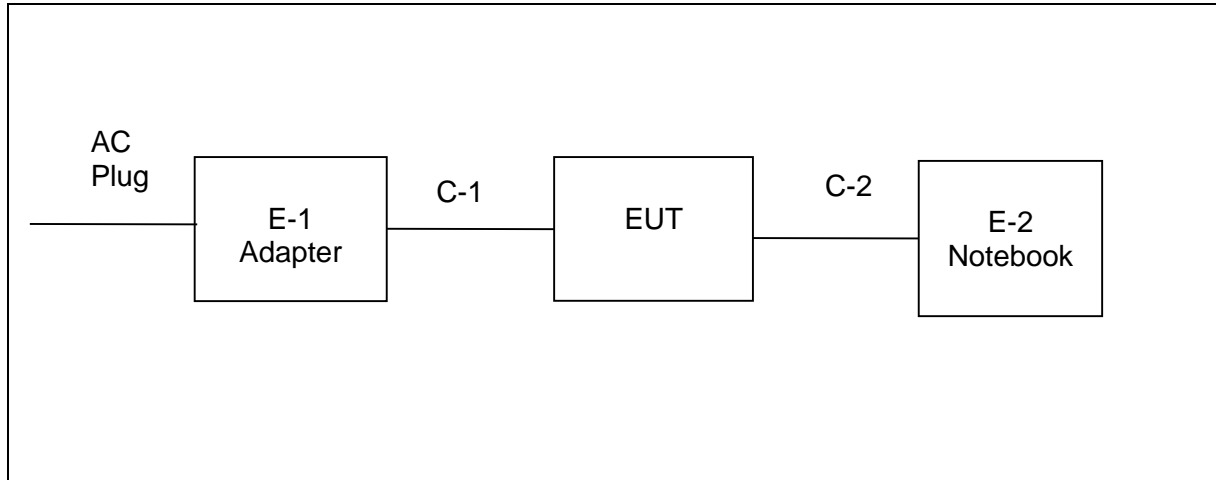 AC
Plug
E-1
Adapter
C-1
EUT
C-2
E-2
Notebook